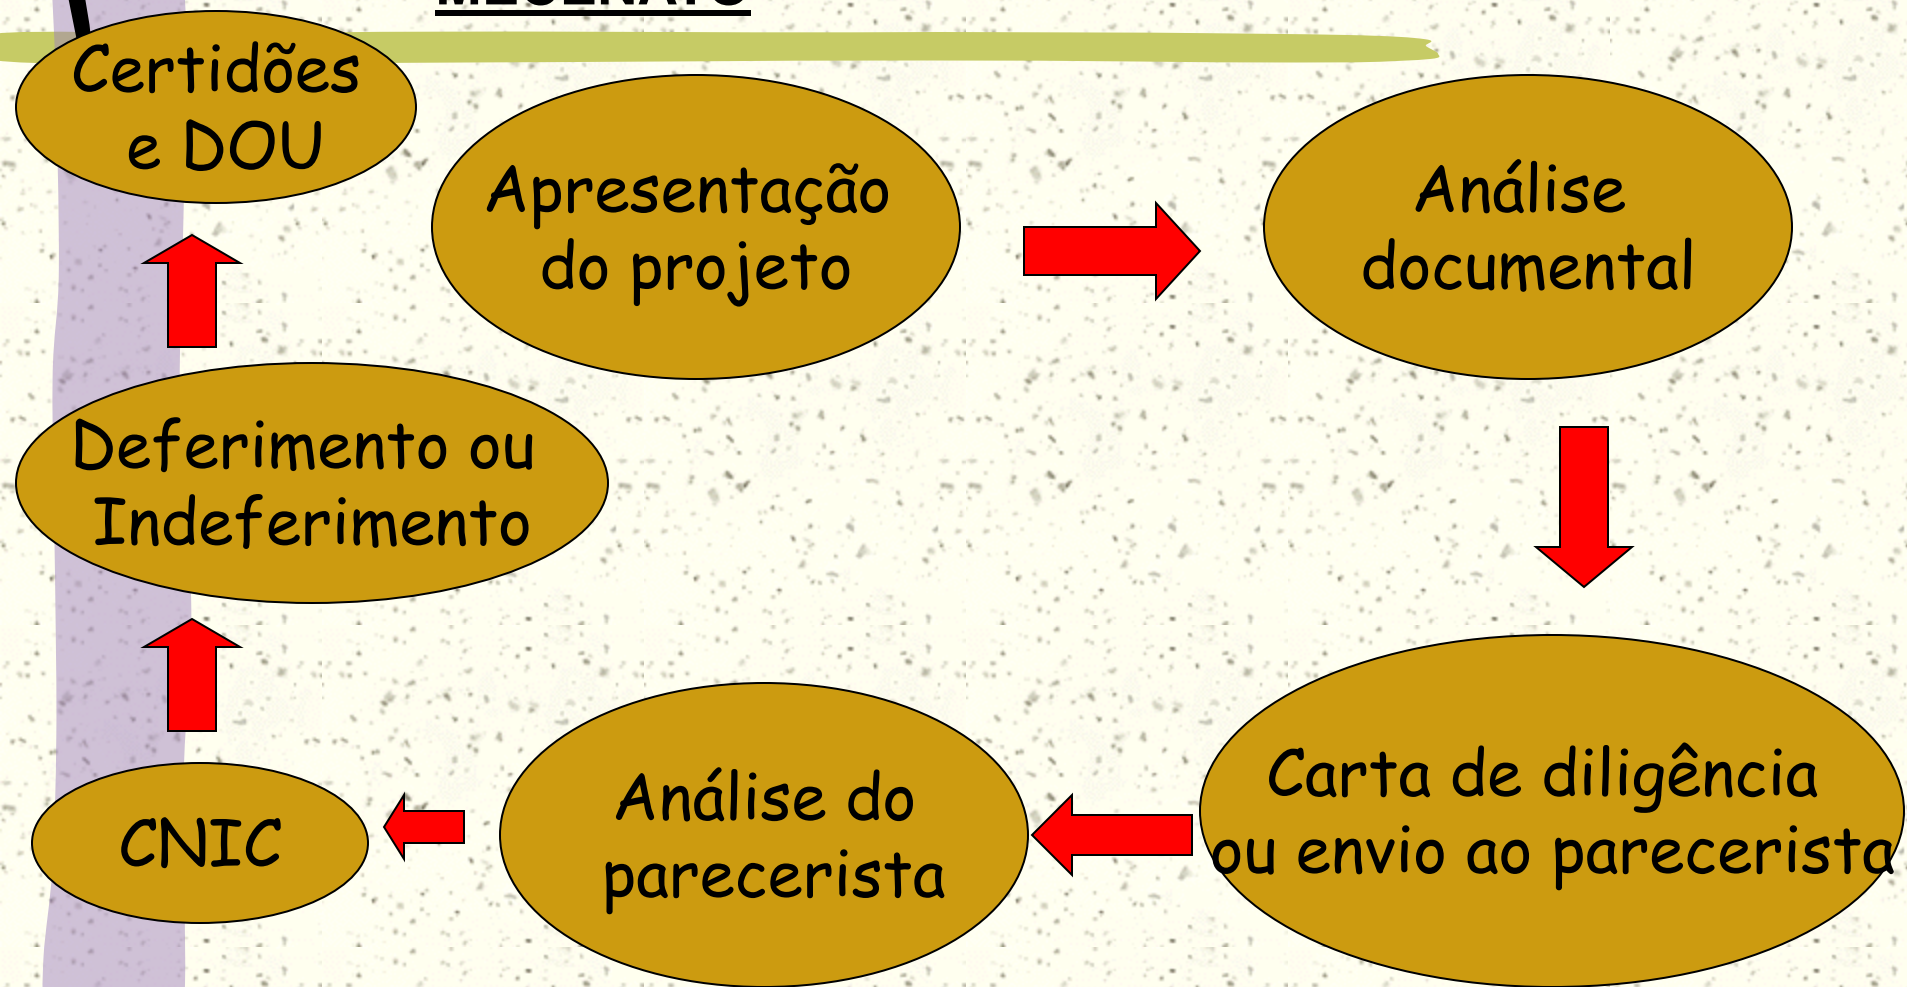 MECENATO
Certidões
e DOU
Apresentação
do projeto
Análise
documental
Deferimento ou
Indeferimento
Carta de diligência
ou envio ao parecerista
Análise do
parecerista
CNIC